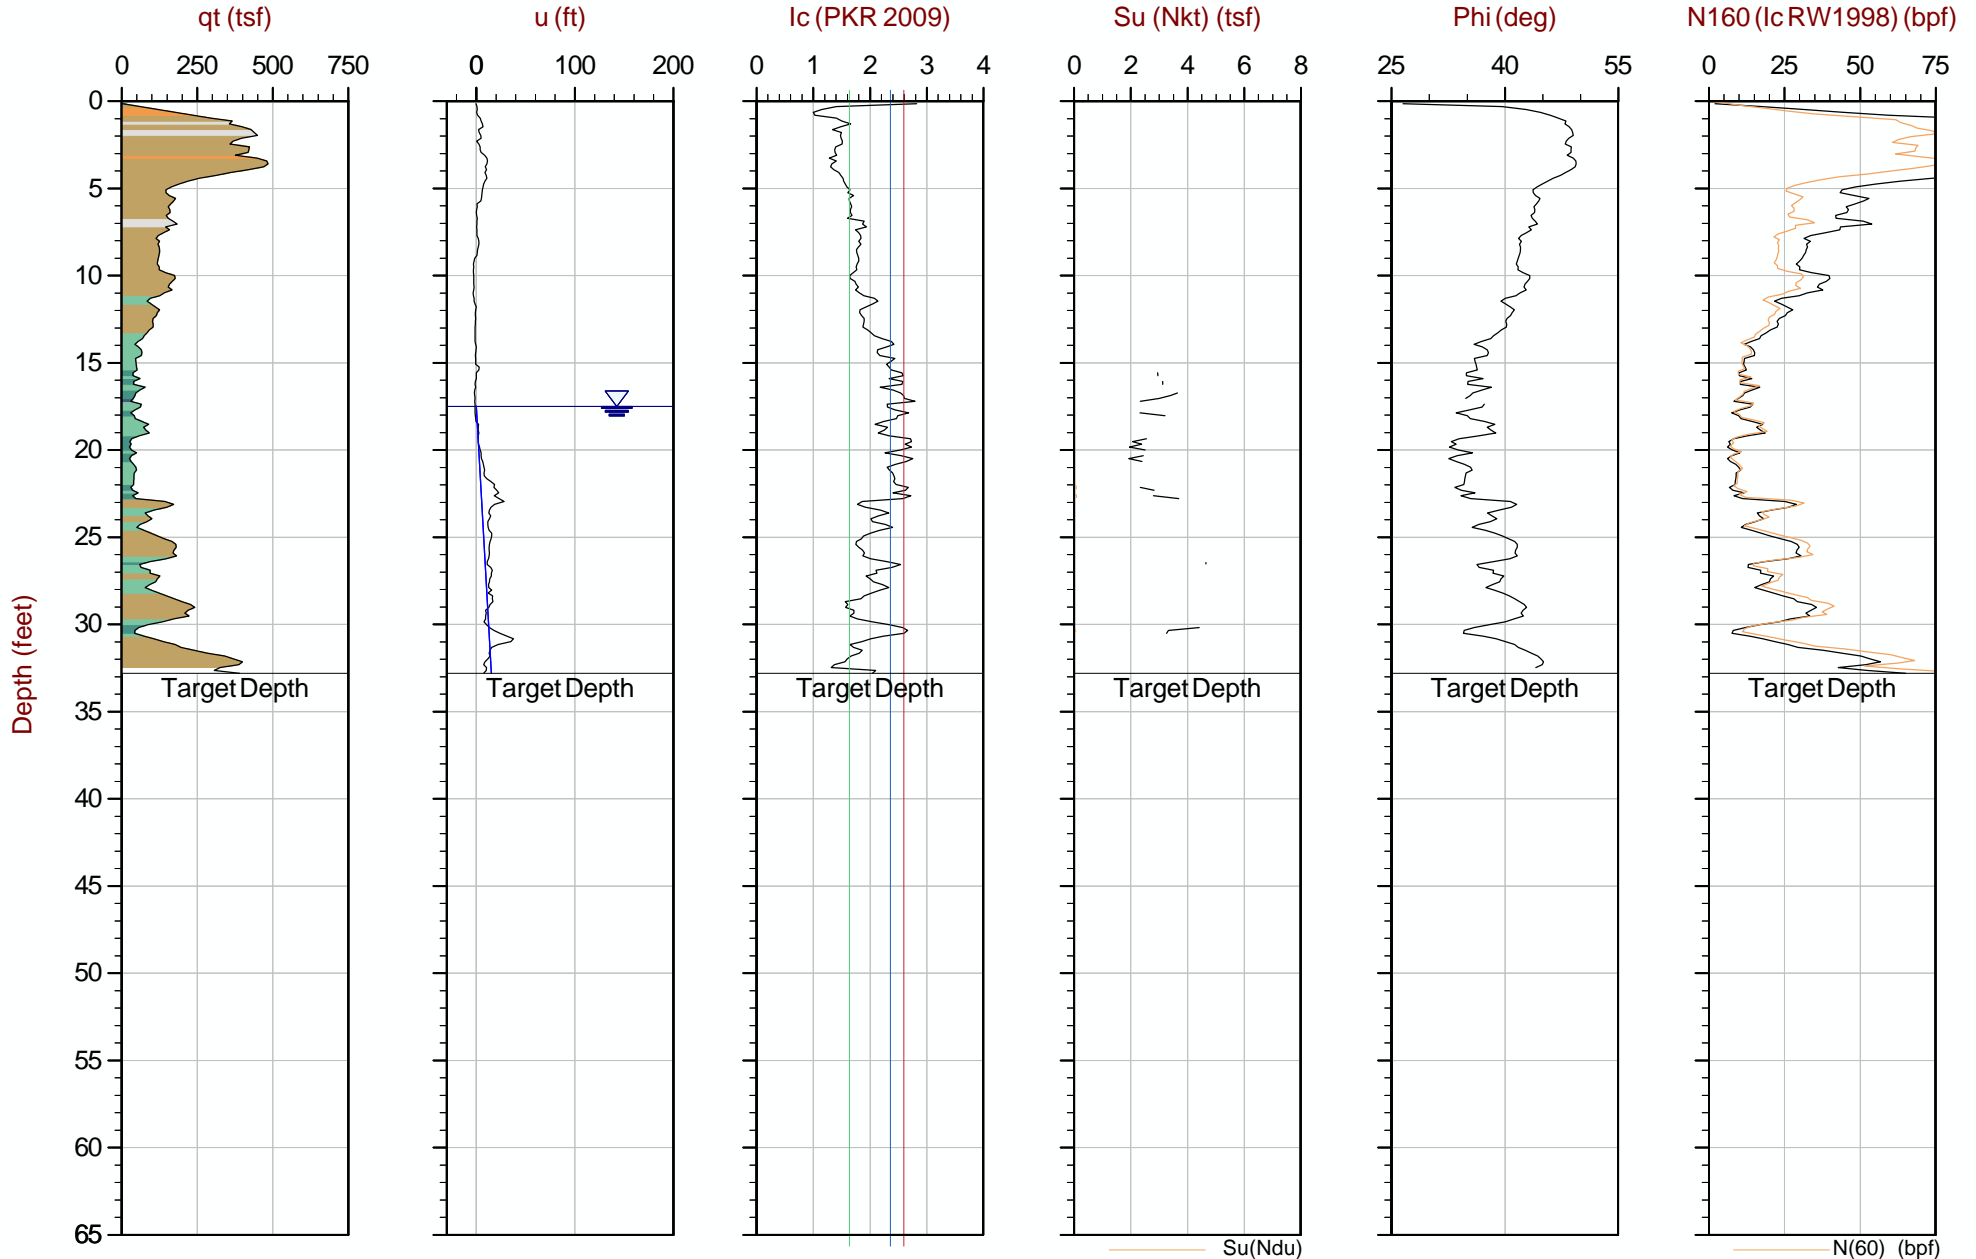 qt (tsf) u (ft) Ic (PKR 2009) Su (Nkt) (tsf) Phi (deg) N160 (Ic RW1998) (bpf)
0 250 500 750 0 100 200 0 1 2 3 4 0 2 4 6 8 25 40 55 0 25 50 75
0
5
10
15
20
25
30
Target Depth Target Depth Target Depth Target Depth Target Depth Target Depth
35
40
45
50
55
60
65
Depth (feet)
Su(Ndu) N(60) (bpf)